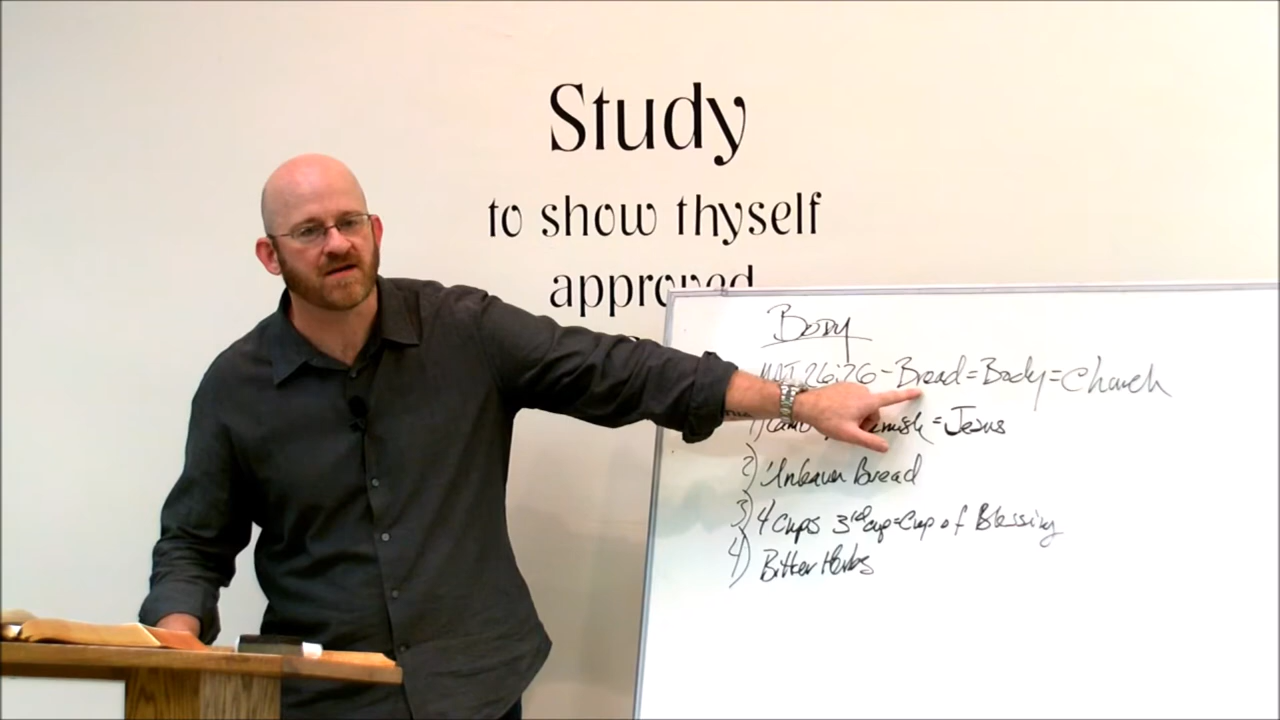 Study
to show thyself
approved
Body
MAT 26:26 - Bread = Body = Church
1) Lamb = Jesus
2) Unleaven Bread
3) 4 Cups 3rd cup = Cup of Blessing
4) Bitter Herbs